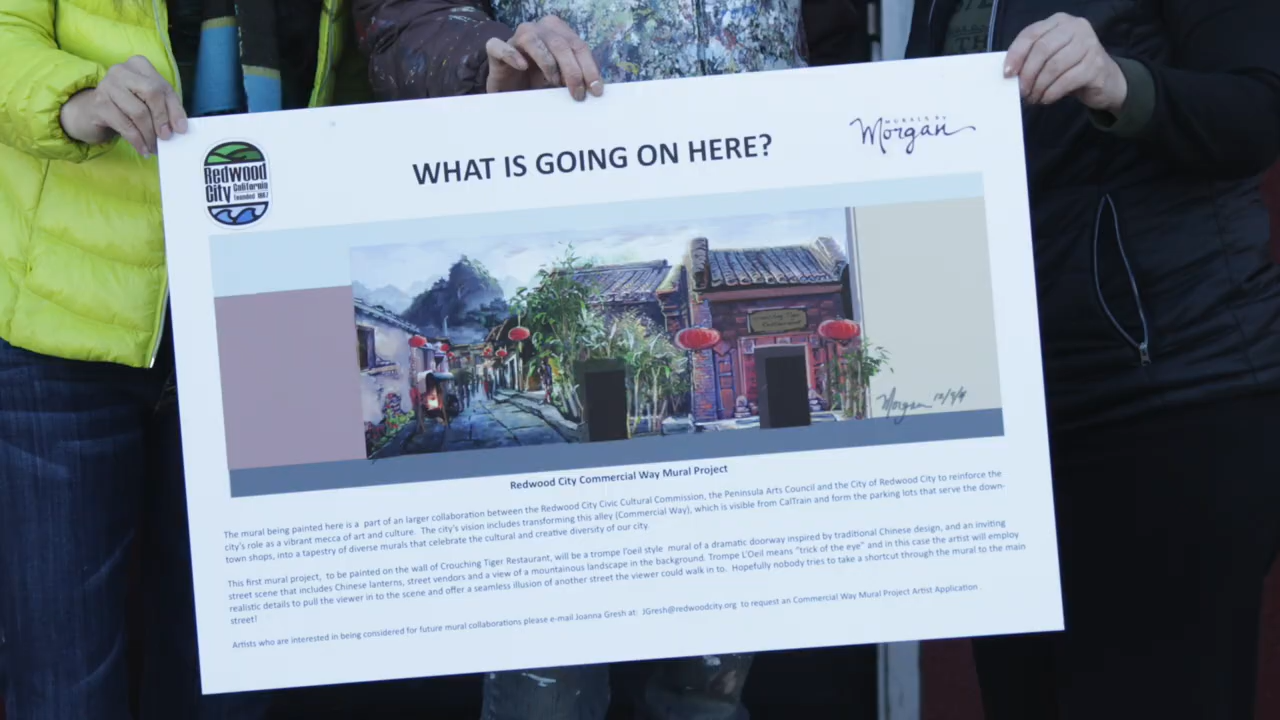 WHAT IS GOING ON HERE?
MURALS BY
Morgan
Redwood
City California
founded 1867
Crouching Tiger
Restaurant
Morgan 12/9/14
Redwood City Commercial Way Mural Project
The mural being painted here is a part of an larger collaboration between the Redwood City Civic Cultural Commission, the Peninsula Arts Council and the City of Redwood City to reinforce the
city's role as a vibrant mecca of art and culture. The city's vision includes transforming this alley (Commercial Way), which is visible from CalTrain and form the parking lots that serve the down-
town shops, into a tapestry of diverse murals that celebrate the cultural and creative diversity of our city.
This first mural project, to be painted on the wall of Crouching Tiger Restaurant, will be a trompe l'oeil style mural of a dramatic doorway inspired by traditional Chinese design, and an inviting
street scene that includes Chinese lanterns, street vendors and a view of a mountainous landscape in the background. Trompe L'Oeil means "trick of the eye" and in this case the artist will employ
realistic details to pull the viewer in to the scene and offer a seamless illusion of another street the viewer could walk in to. Hopefully nobody tries to take a shortcut through the mural to the main
street!
Artists who are interested in being considered for future mural collaborations please e-mail Joanna Gresh at: JGresh@redwoodcity.org to request an Commercial Way Mural Project Artist Application .